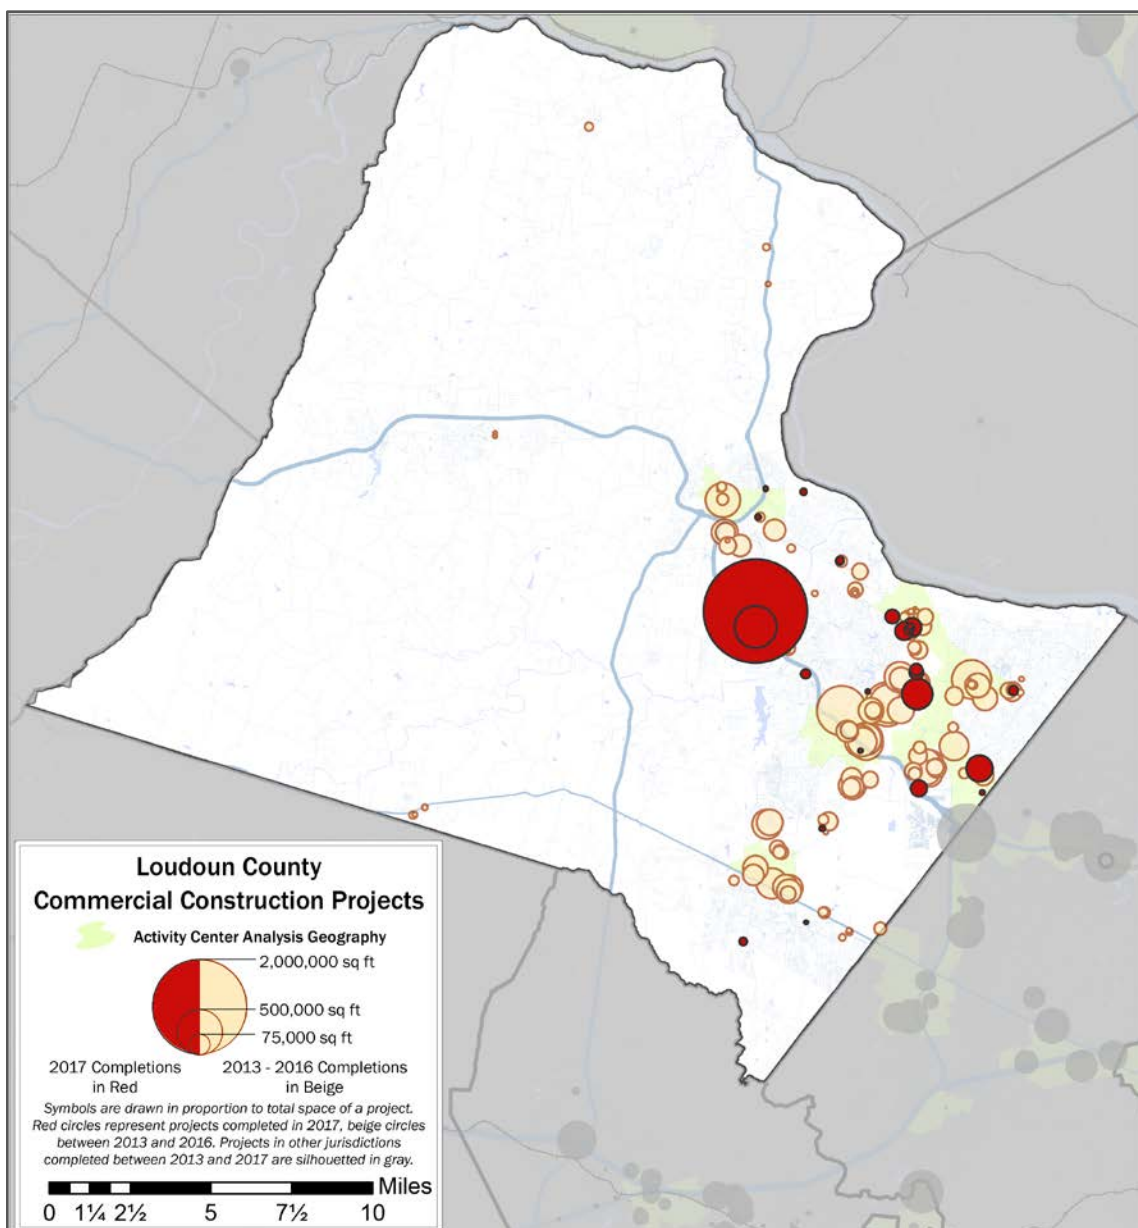 Loudoun County
Commercial Construction Projects
Activity Center Analysis Geography
2,000,000 sq ft
500,000 sq ft
75,000 sq ft
2017 Completions
in Red
2013 - 2016 Completions
in Beige
Symbols are drawn in proportion to total space of a project.
Red circles represent projects completed in 2017, beige circles
between 2013 and 2016. Projects in other jurisdictions
completed between 2013 and 2017 are silhouetted in gray.
Miles
0 1¼ 2½ 5 7½ 10